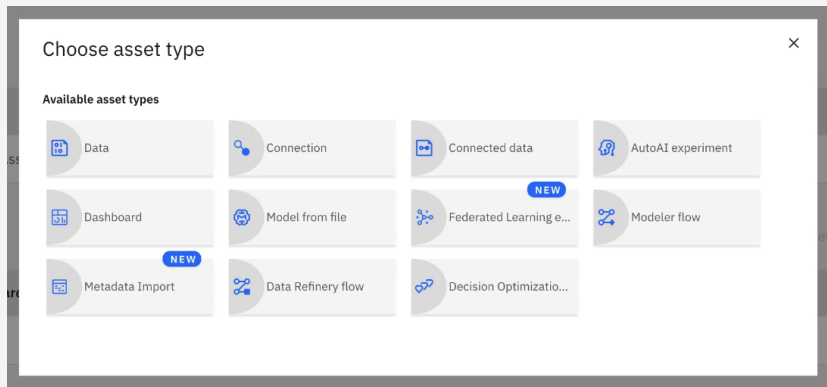 Choose asset type
Available asset types
Data
Connection
Connected data
AutoAI experiment
NEW
Dashboard
Model from file
Federated Learning e...
Modeler flow
NEW
Metadata Import
Data Refinery flow
Decision Optimizatio...